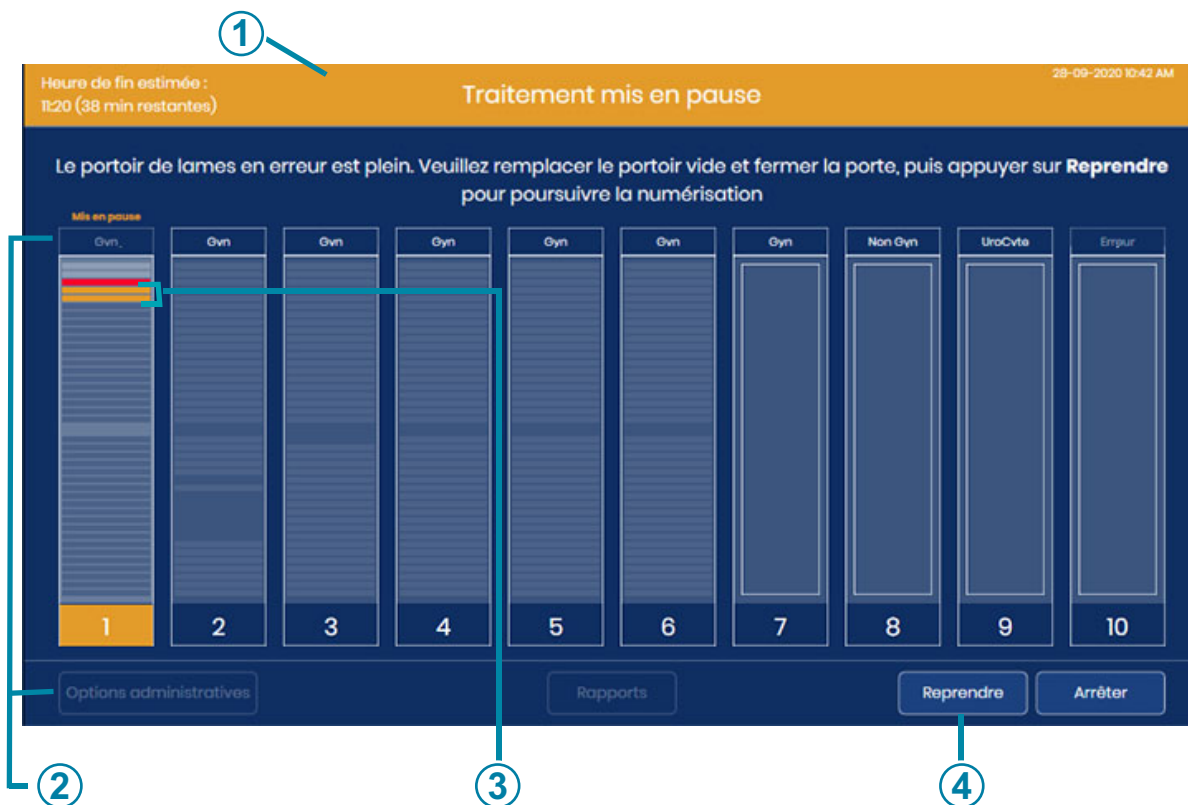 1
28-09-2020 10:42 AM
Heure de fin estimée :
11:20 (38 min restantes)
Traitement mis en pause
Le portoir de lames en erreur est plein. Veuillez remplacer le portoir vide et fermer la porte, puis appuyer sur Reprendre
pour poursuivre la numérisation
Mis en pause
Gyn Gyn Gyn Gyn Gyn Gyn Gyn Non Gyn UroCyte Erreur
1 2 3 4 5 6 7 8 9 10
Options administratives Rapports Reprendre Arrêter
2 3 4